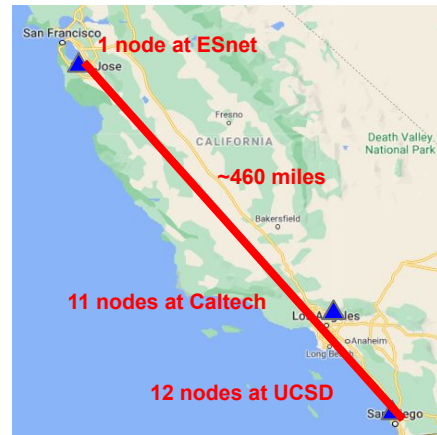 1 node at ESnet
San Francisco
Jose
Fresno
CALIFORNIA
Death Valley
National Park
~460 miles
Bakersfield
11 nodes at Caltech
Los Angeles
Long Beach
Anaheim
12 nodes at UCSD
San Diego